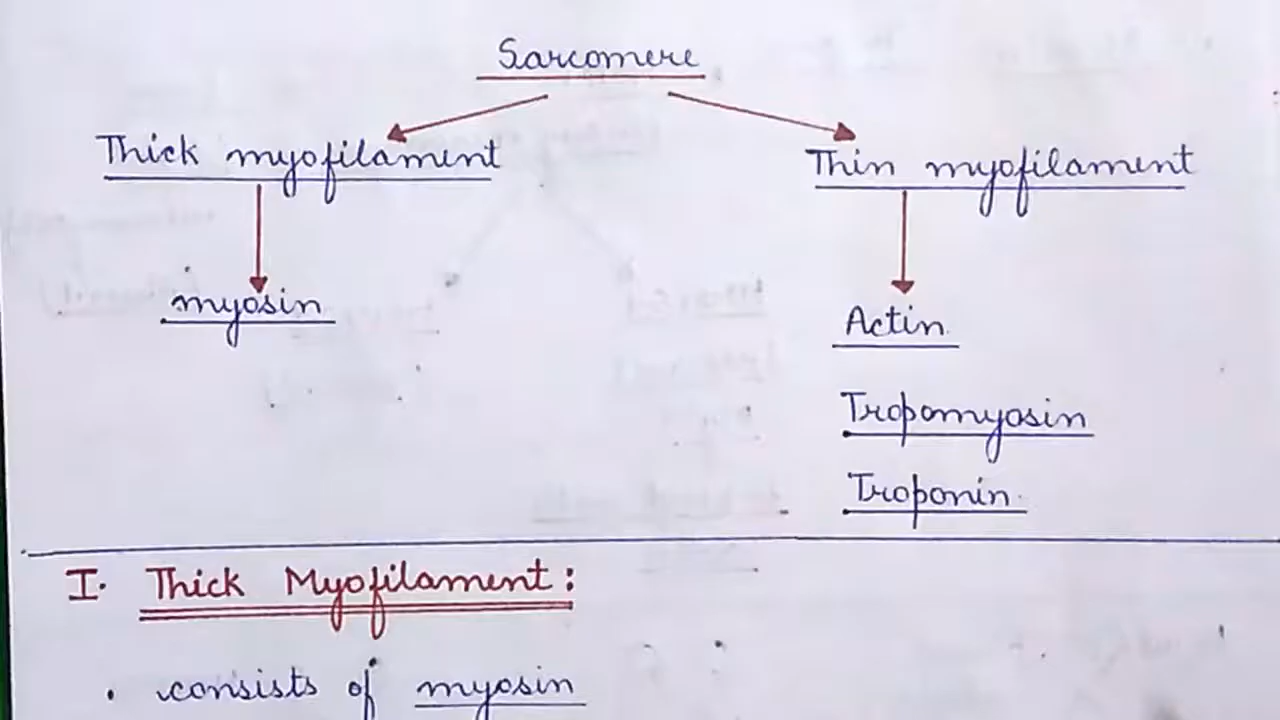 Sarcomere
Thick myofilament
Thin myofilament
myosin
Actin
Tropomyosin
Troponin
I. Thick Myofilament:
• consists of myosin